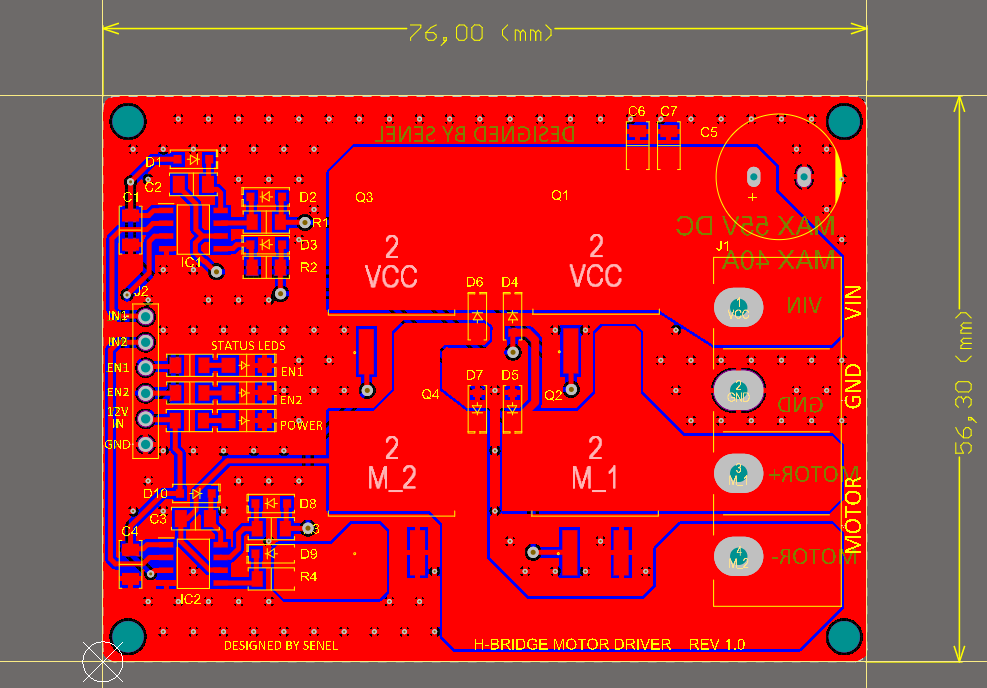 76,00 (mm)
C6 C7
C5
DESIGNED BY SENEL
D1
C2
C1
D2
Q3
Q1
+
R1
MAX 55V DC
D3
J1
2
VCC
2
VCC
MAX 40A
IC1
R2
D6 D4
J2
1
VCC
VIN
VIN
IN1
56,30 (mm)
IN2
STATUS LEDS
EN1
EN1
D7 D5
Q4
Q2
2
GND
GND
GND
EN2
EN2
12V
IN
POWER
GND
2
M_2
2
M_1
3
M_1
MOTOR+
MOTOR
D10
D8
C3
C4
3
D9
4
M_2
MOTOR-
R4
IC2
DESIGNED BY SENEL
H-BRIDGE MOTOR DRIVER REV 1.0